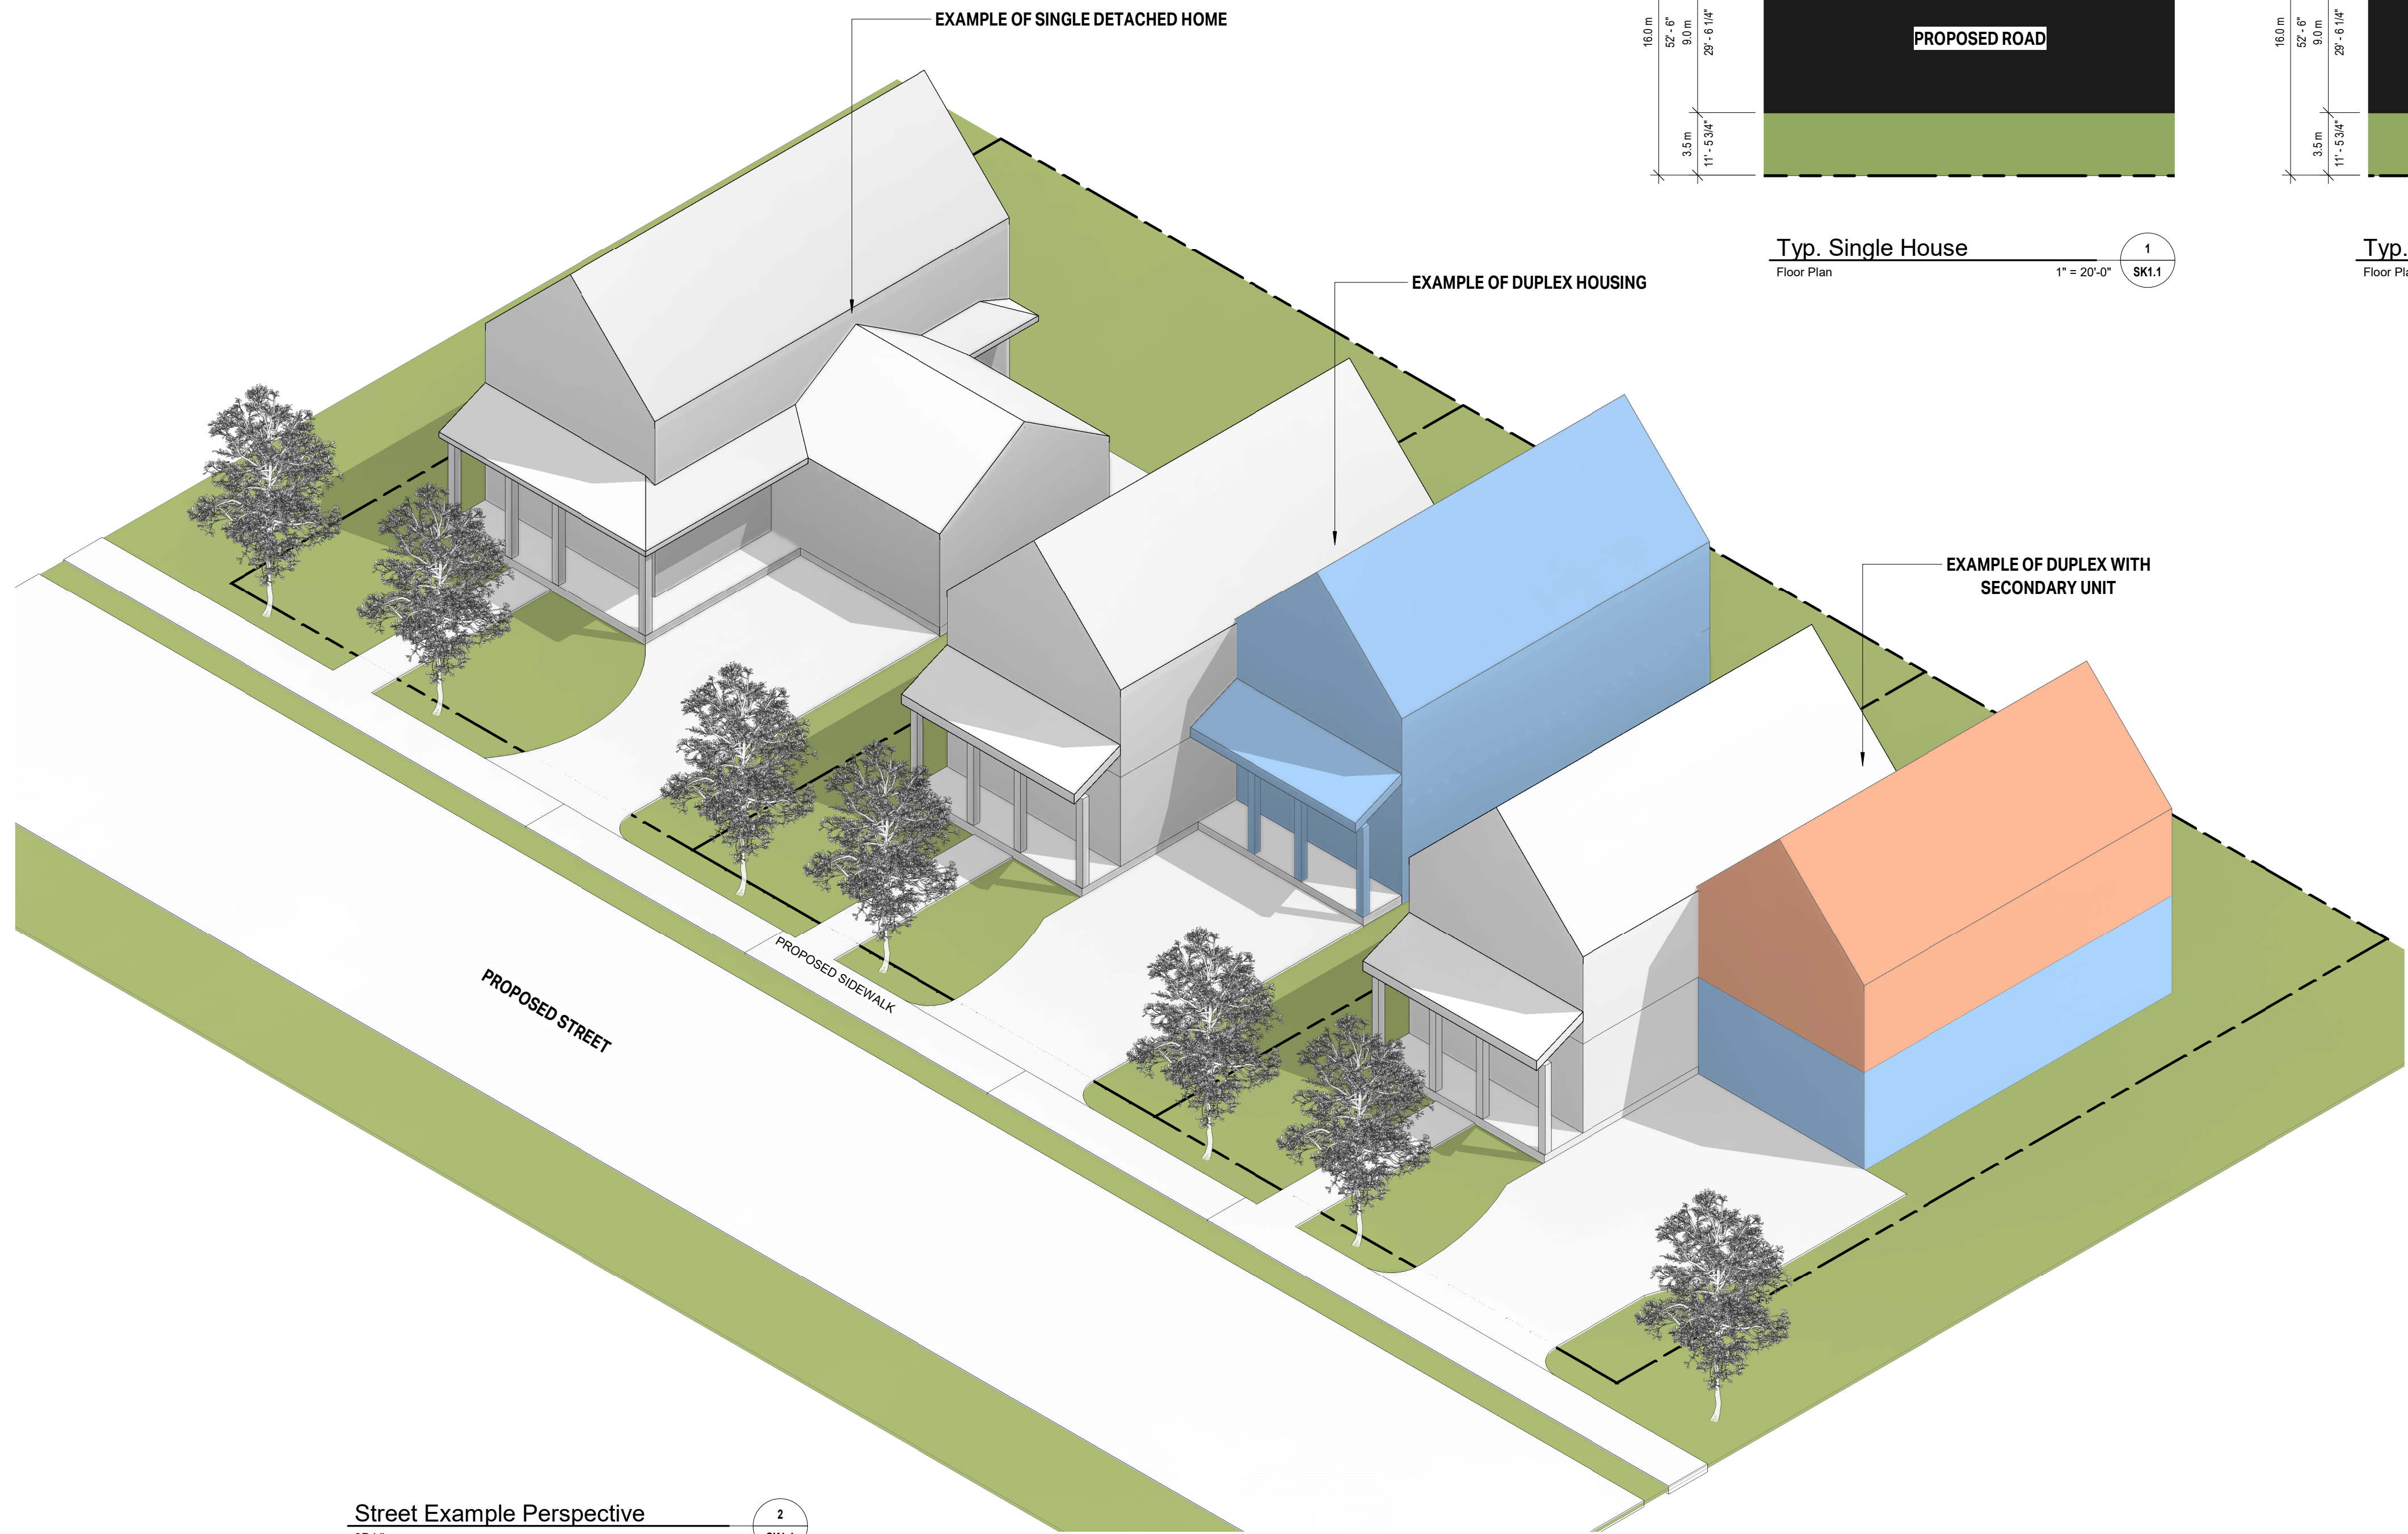 EXAMPLE OF SINGLE DETACHED HOME
16.0 m
52' - 6"
9.0 m
29' - 6 1/4"
PROPOSED ROAD
3.5 m
11' - 5 3/4"
16.0 m
52' - 6"
9.0 m
29' - 6 1/4"
3.5 m
11' - 5 3/4"
Typ. Single House
Floor Plan
1" = 20'-0"
1
SK1.1
Typ.
EXAMPLE OF DUPLEX HOUSING
EXAMPLE OF DUPLEX WITH
SECONDARY UNIT
PROPOSED SIDEWALK
PROPOSED STREET
Street Example Perspective
2